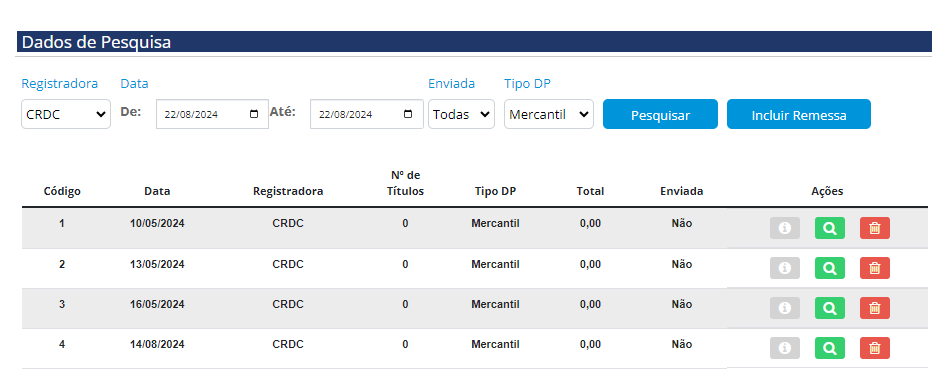 Dados de Pesquisa
Registradora Data Enviada Tipo DP
CRDC De: 22/08/2024 Até: 22/08/2024 Todas Mercantil Pesquisar Incluir Remessa
Código Data Registradora Nº de Títulos Tipo DP Total Enviada Ações
1 10/05/2024 CRDC 0 Mercantil 0,00 Não
2 13/05/2024 CRDC 0 Mercantil 0,00 Não
3 16/05/2024 CRDC 0 Mercantil 0,00 Não
4 14/08/2024 CRDC 0 Mercantil 0,00 Não